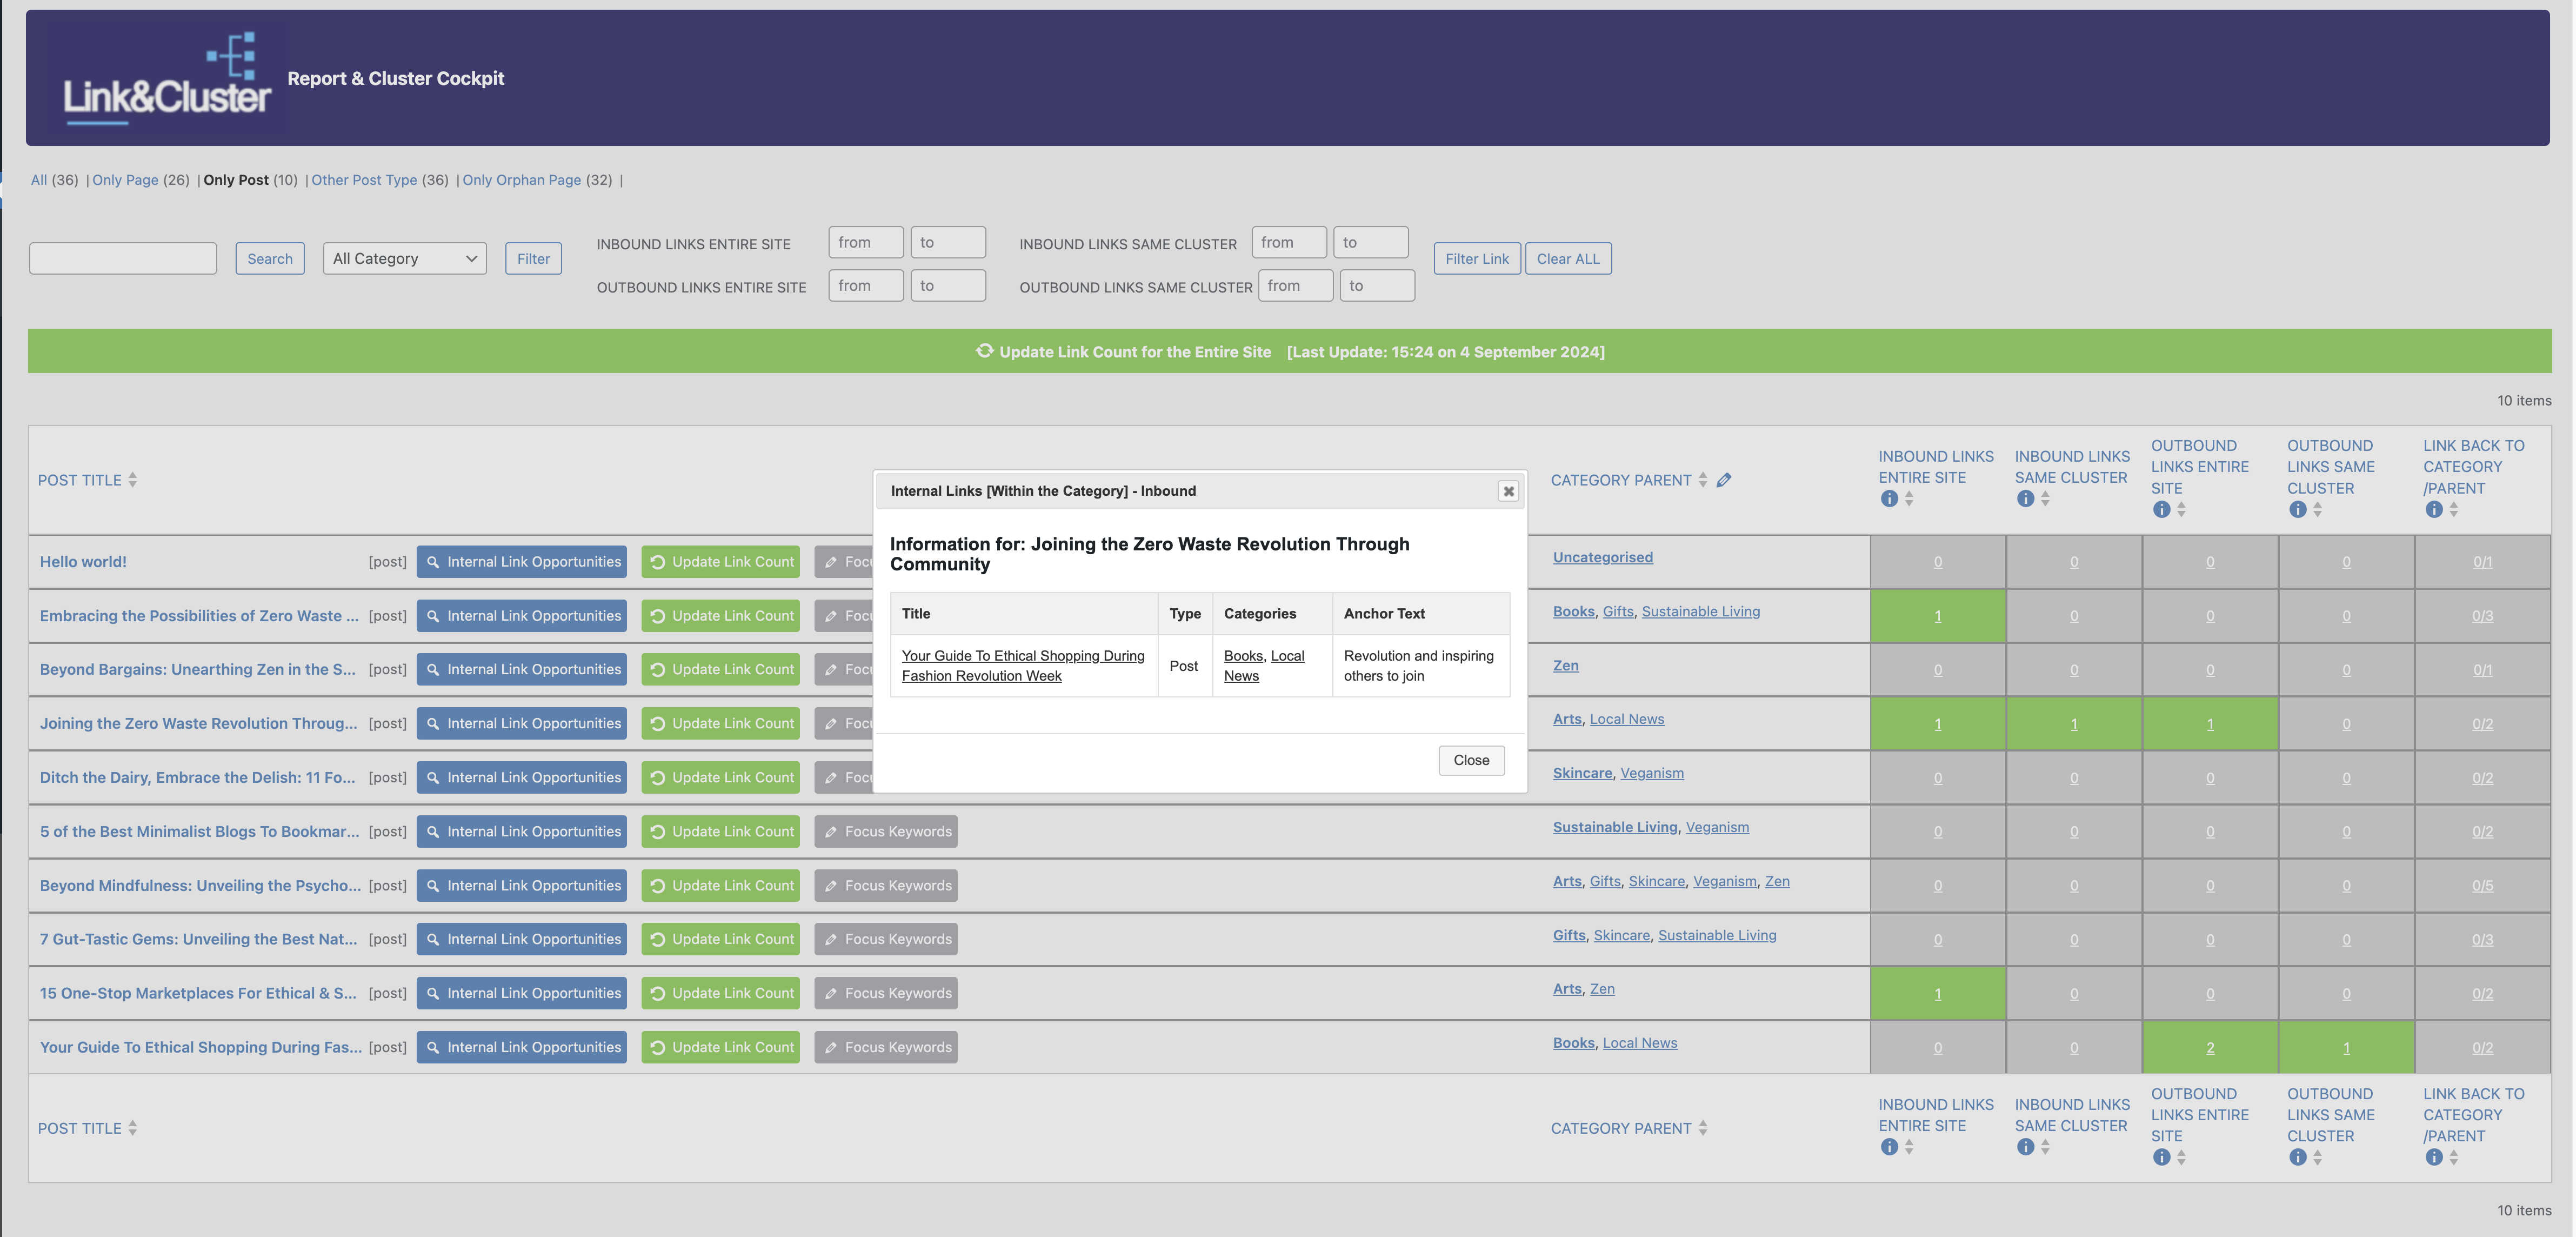 Link&Cluster
Report & Cluster Cockpit
All (36) | Only Page (26) | Only Post (10) | Other Post Type (36) | Only Orphan Page (32) |
Search
All Category
Filter
INBOUND LINKS ENTIRE SITE from to INBOUND LINKS SAME CLUSTER from to
OUTBOUND LINKS ENTIRE SITE from to OUTBOUND LINKS SAME CLUSTER from to
Filter Link
Clear ALL
Update Link Count for the Entire Site [Last Update: 15:24 on 4 September 2024]
10 items
POST TITLE
CATEGORY PARENT
INBOUND LINKS
ENTIRE SITE
INBOUND LINKS
SAME CLUSTER
OUTBOUND
LINKS ENTIRE
SITE
OUTBOUND
LINKS SAME
CLUSTER
LINK BACK TO
CATEGORY
/PARENT
Hello world! [post] Internal Link Opportunities Update Link Count Focu Uncategorised 0 0 0 0 0/1
Embracing the Possibilities of Zero Waste ... [post] Internal Link Opportunities Update Link Count Focu Books, Gifts, Sustainable Living 1 0 0 0 0/3
Beyond Bargains: Unearthing Zen in the S... [post] Internal Link Opportunities Update Link Count Focu Zen 0 0 0 0 0/1
Joining the Zero Waste Revolution Throug... [post] Internal Link Opportunities Update Link Count Focu Arts, Local News 1 1 1 0 0/2
Ditch the Dairy, Embrace the Delish: 11 Fo... [post] Internal Link Opportunities Update Link Count Focu Skincare, Veganism 0 0 0 0 0/2
5 of the Best Minimalist Blogs To Bookmar... [post] Internal Link Opportunities Update Link Count Focus Keywords Sustainable Living, Veganism 0 0 0 0 0/2
Beyond Mindfulness: Unveiling the Psycho... [post] Internal Link Opportunities Update Link Count Focus Keywords Arts, Gifts, Skincare, Veganism, Zen 0 0 0 0 0/5
7 Gut-Tastic Gems: Unveiling the Best Nat... [post] Internal Link Opportunities Update Link Count Focus Keywords Gifts, Skincare, Sustainable Living 0 0 0 0 0/3
15 One-Stop Marketplaces For Ethical & S... [post] Internal Link Opportunities Update Link Count Focus Keywords Arts, Zen 1 0 0 0 0/2
Your Guide To Ethical Shopping During Fas... [post] Internal Link Opportunities Update Link Count Focus Keywords Books, Local News 0 0 2 1 0/2
POST TITLE
CATEGORY PARENT
INBOUND LINKS
ENTIRE SITE
INBOUND LINKS
SAME CLUSTER
OUTBOUND
LINKS ENTIRE
SITE
OUTBOUND
LINKS SAME
CLUSTER
LINK BACK TO
CATEGORY
/PARENT
10 items
Internal Links [Within the Category] - Inbound
Information for: Joining the Zero Waste Revolution Through
Community
Title Type Categories Anchor Text
Your Guide To Ethical Shopping During
Fashion Revolution Week
Post
Books, Local
News
Revolution and inspiring
others to join
Close